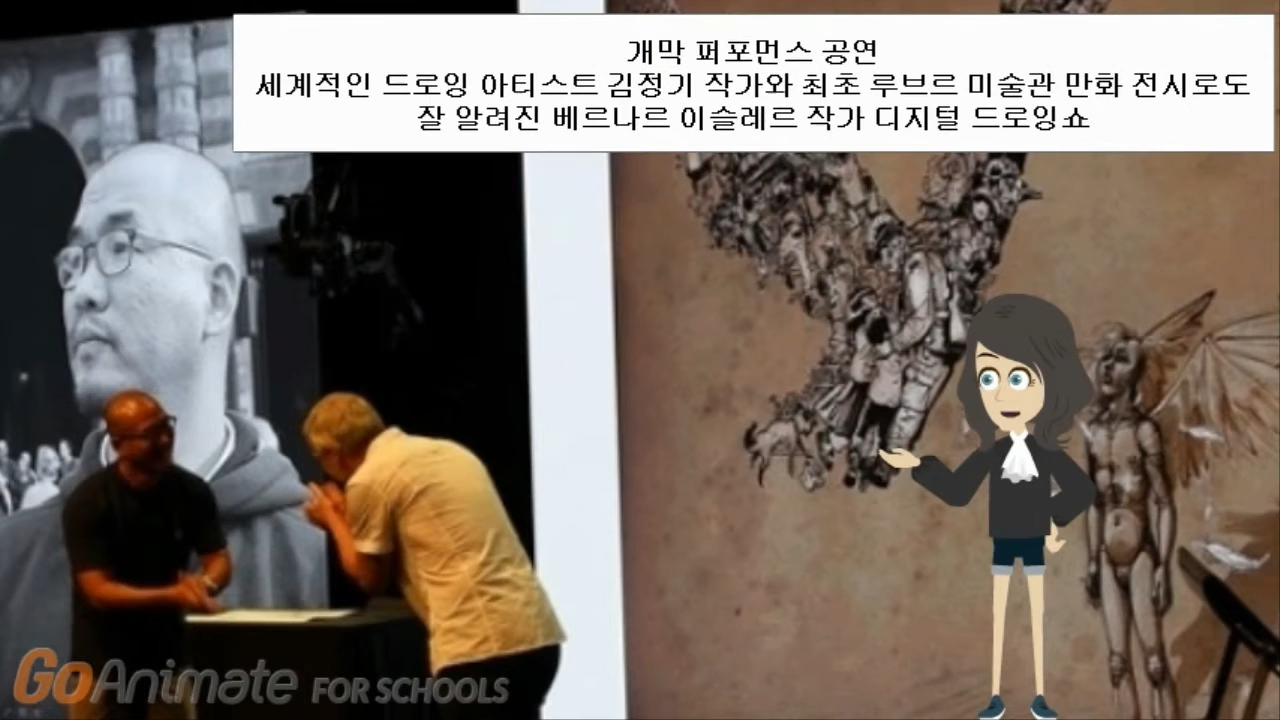 개막 퍼포먼스 공연
세계적인 드로잉 아티스트 김정기 작가와 최초 루브르 미술관 만화 전시로도
잘 알려진 베르나르 이슬레르 작가 디지털 드로잉쇼
GoAnimate FOR SCHOOLS